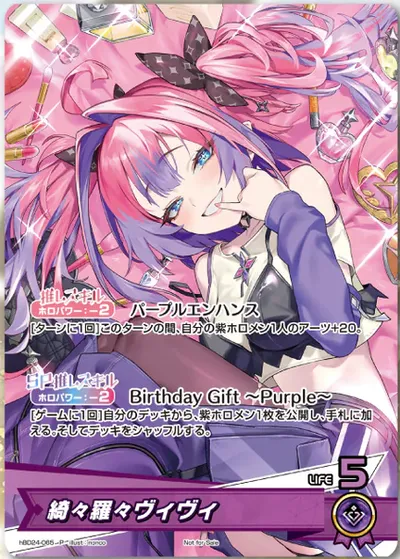 推しスキル
ホロパワー：－2
パープルエンハンス
[ターンに1回]このターンの間、自分の紫ホロメン1人のアーツ+20。
SP推しスキル
ホロパワー：－2
Birthday Gift ～Purple～
[ゲームに1回]自分のデッキから、紫ホロメン1枚を公開し、手札に加
える。そしてデッキをシャッフルする。
LIFE 5
綺々羅々ヴィヴィ
hBD24-065 P
Illust
Not for Sale